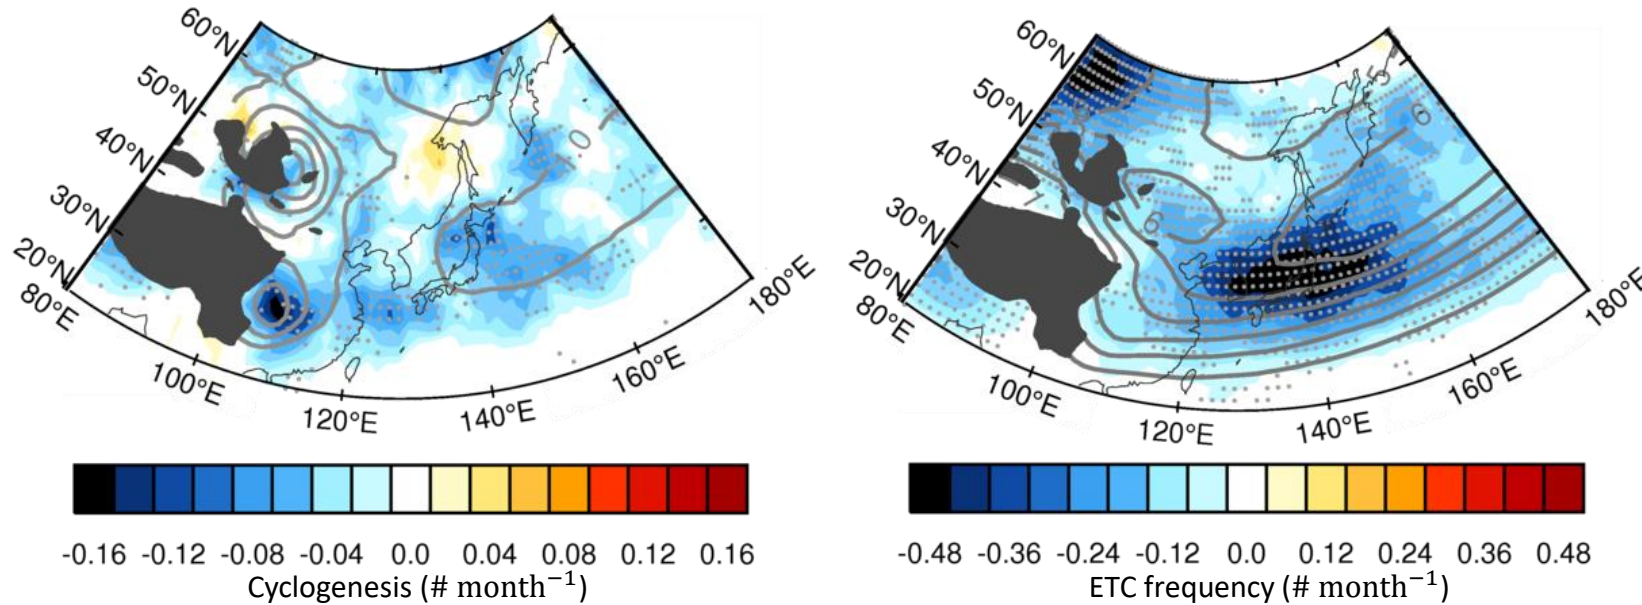 60°N
50°N
40°N
30°N
20°N
80°E
100°E
120°E
140°E
160°E
180°E
0
-0.16 -0.12 -0.08 -0.04 0.0 0.04 0.08 0.12 0.16
Cyclogenesis (# month⁻¹)
60°N
50°N
40°N
30°N
20°N
80°E
100°E
120°E
140°E
160°E
180°E
6
6
-0.48 -0.36 -0.24 -0.12 0.0 0.12 0.24 0.36 0.48
ETC frequency (# month⁻¹)